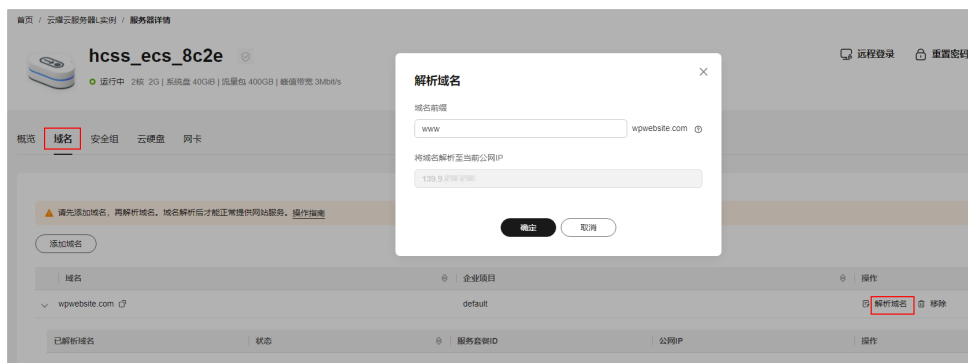 首页 / 云耀云服务器L实例 / 服务器详情
hcss_ecs_8c2e
远程登录 重置密码
运行中 2核 2G | 系统盘 40GiB | 流量包 400GB | 峰值带宽 3Mbit/s
解析域名
域名前缀
www wpwebsite.com
概览 域名 安全组 云硬盘 网卡
将域名解析至当前公网IP
139.9.
请先添加域名，再解析域名。域名解析后才能正常提供网站服务。操作指南
确定 取消
添加域名
域名 企业项目 操作
wpwebsite.com default 解析域名 移除
已解析域名 状态 服务套餐ID 公网IP 操作